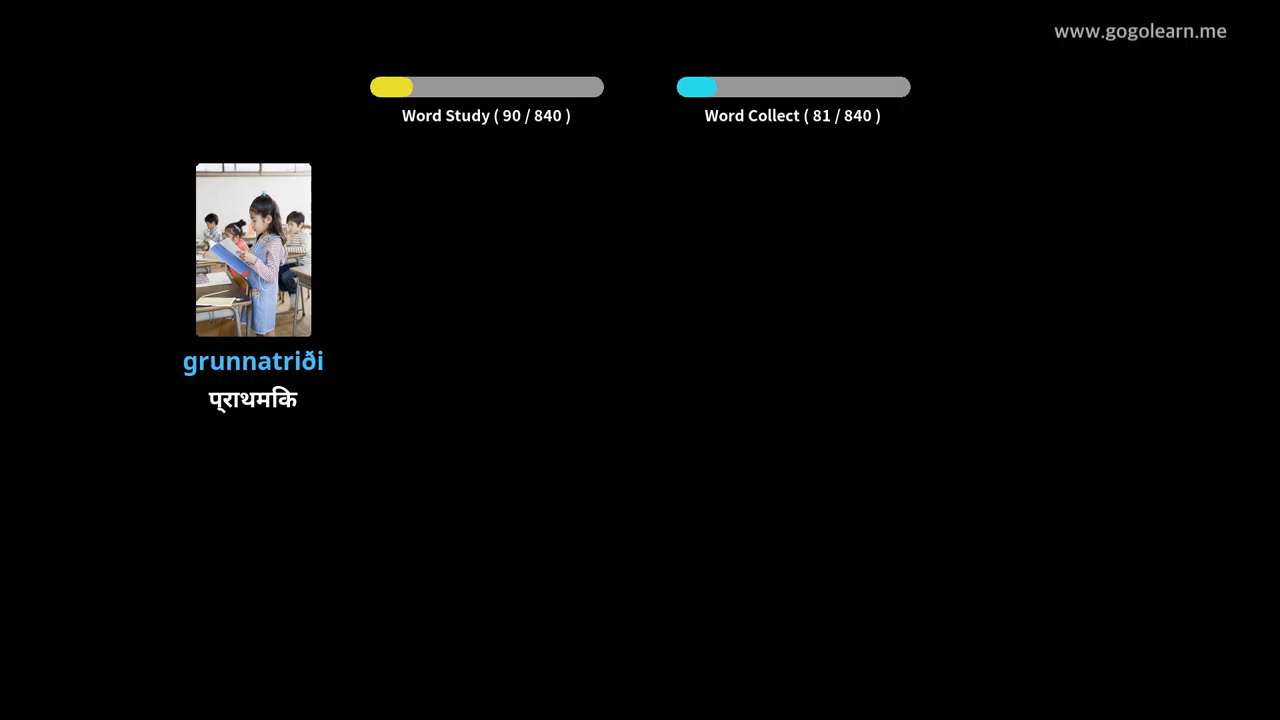 www.gogolearn.me
Word Study ( 90 / 840 )
Word Collect ( 81 / 840 )
grunnatriði
प्राथमिक